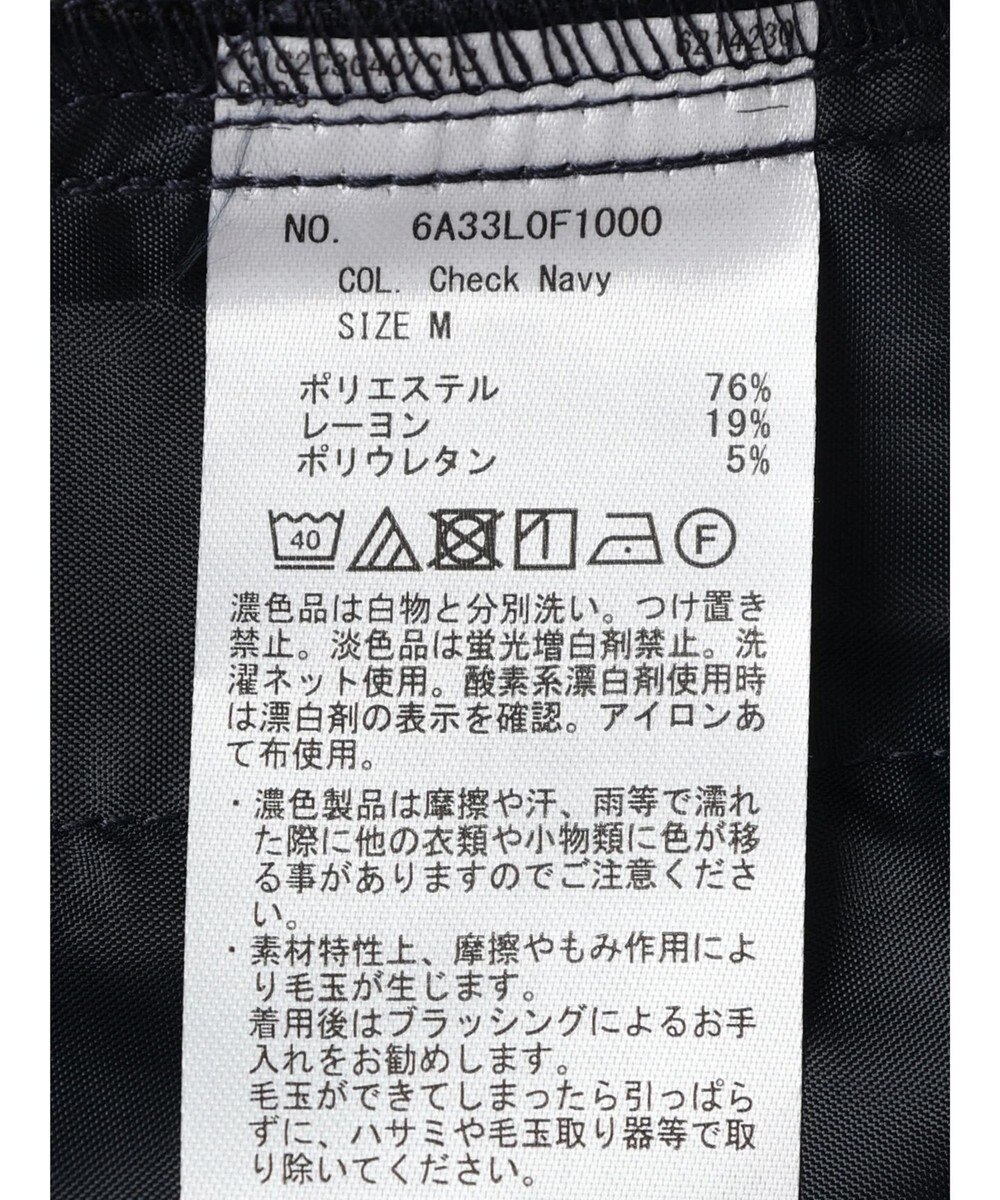 6214230
NO. 6A33L0F1000
COL. Check Navy
SIZE M
ポリエステル 76%
レーヨン 19%
ポリウレタン 5%
40 F
濃色品は白物と分別洗い。つけ置き
禁止。淡色品は蛍光増白剤禁止。洗
濯ネット使用。酸素系漂白剤使用時
は漂白剤の表示を確認。アイロンあ
て布使用。
・濃色製品は摩擦や汗、雨等で濡れ
た際に他の衣類や小物類に色が移
る事がありますのでご注意くださ
い。
・素材特性上、摩擦やもみ作用によ
り毛玉が生じます。
着用後はブラッシングによるお手
入れをお勧めします。
毛玉ができてしまったら引っぱら
ずに、ハサミや毛玉取り器等で取
り除いてください。